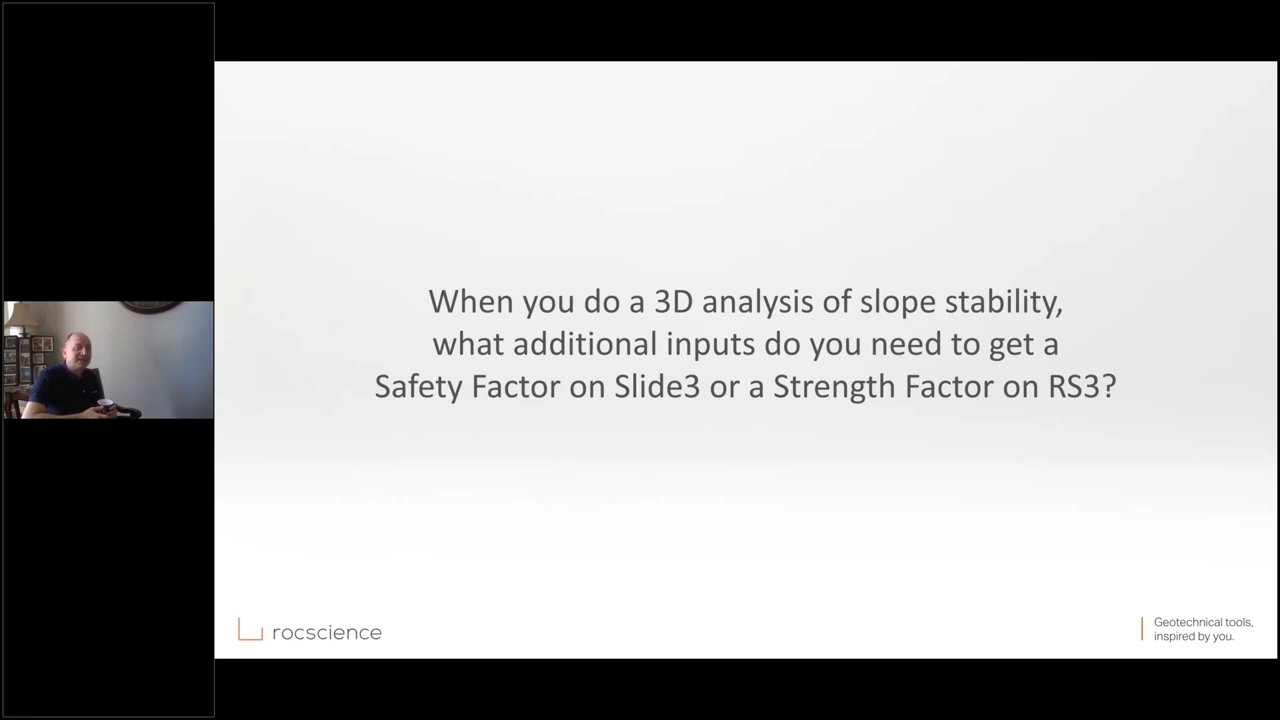 When you do a 3D analysis of slope stability,
what additional inputs do you need to get a
Safety Factor on Slide3 or a Strength Factor on RS3?
rocscience
Geotechnical tools,
inspired by you.